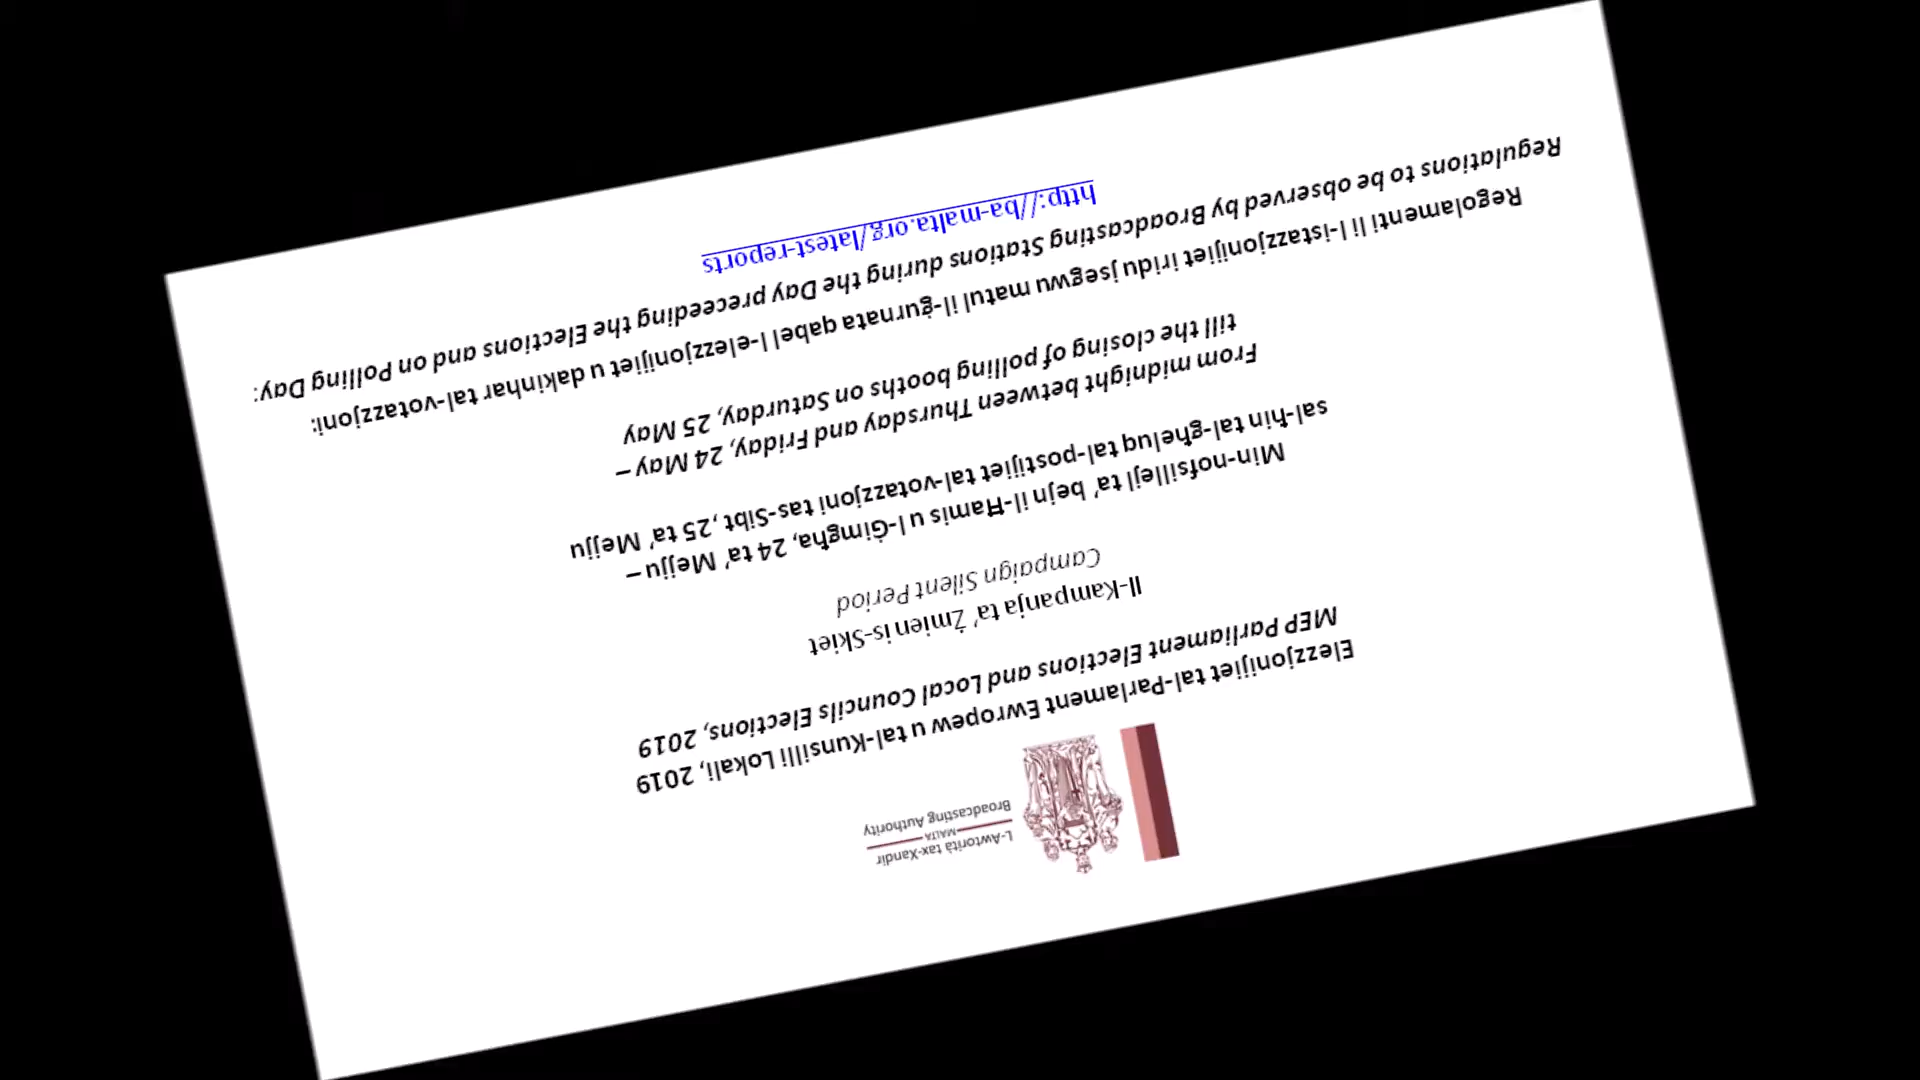 L-Awtorità tax-Xandir
MALTA
Broadcasting Authority
Elezzjonijiet tal-Parlament Ewropew u tal-Kunsilli Lokali, 2019
MEP Parliament Elections and Local Councils Elections, 2019
Il-Kampanja ta’ Żmien is-Skiet
Campaign Silent Period
Min-nofsillejl ta’ bejn il-Ħamis u l-Ġimgħa, 24 ta’ Mejju –
sal-ħin tal-għeluq tal-postijiet tal-votazzjoni tas-Sibt ,25 ta’ Mejju
From midnight between Thursday and Friday, 24 May –
till the closing of polling booths on Saturday, 25 May
Regolamenti li l-istazzjonijiet iridu jsegwu matul il-ġurnata qabel l-elezzjonijiet u dakinhar tal-votazzjoni:
Regulations to be observed by Broadcasting Stations during the Day preceeding the Elections and on Polling Day:
http://ba-malta.org/latest-reports